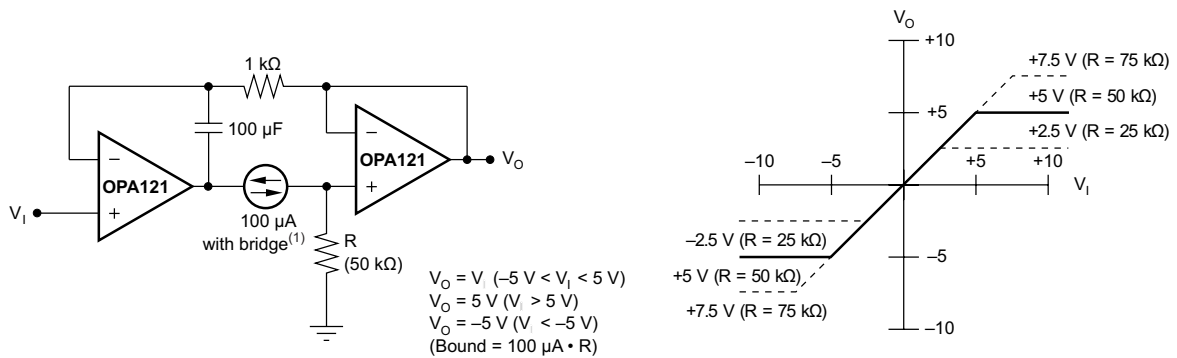 1 kΩ
100 µF
–
OPA121
+
V_I
100 µA
with bridge(1)
–
OPA121
+
V_O
R
(50 kΩ)
V_O = V_I (–5 V < V_I < 5 V)
V_O = 5 V (V_I > 5 V)
V_O = –5 V (V_I < –5 V)
(Bound = 100 µA • R)
V_O
+10
+7.5 V (R = 75 kΩ)
+5
+5 V (R = 50 kΩ)
+2.5 V (R = 25 kΩ)
–10
–5
+5
+10
V_I
–2.5 V (R = 25 kΩ)
+5 V (R = 50 kΩ)
–5
+7.5 V (R = 75 kΩ)
–10